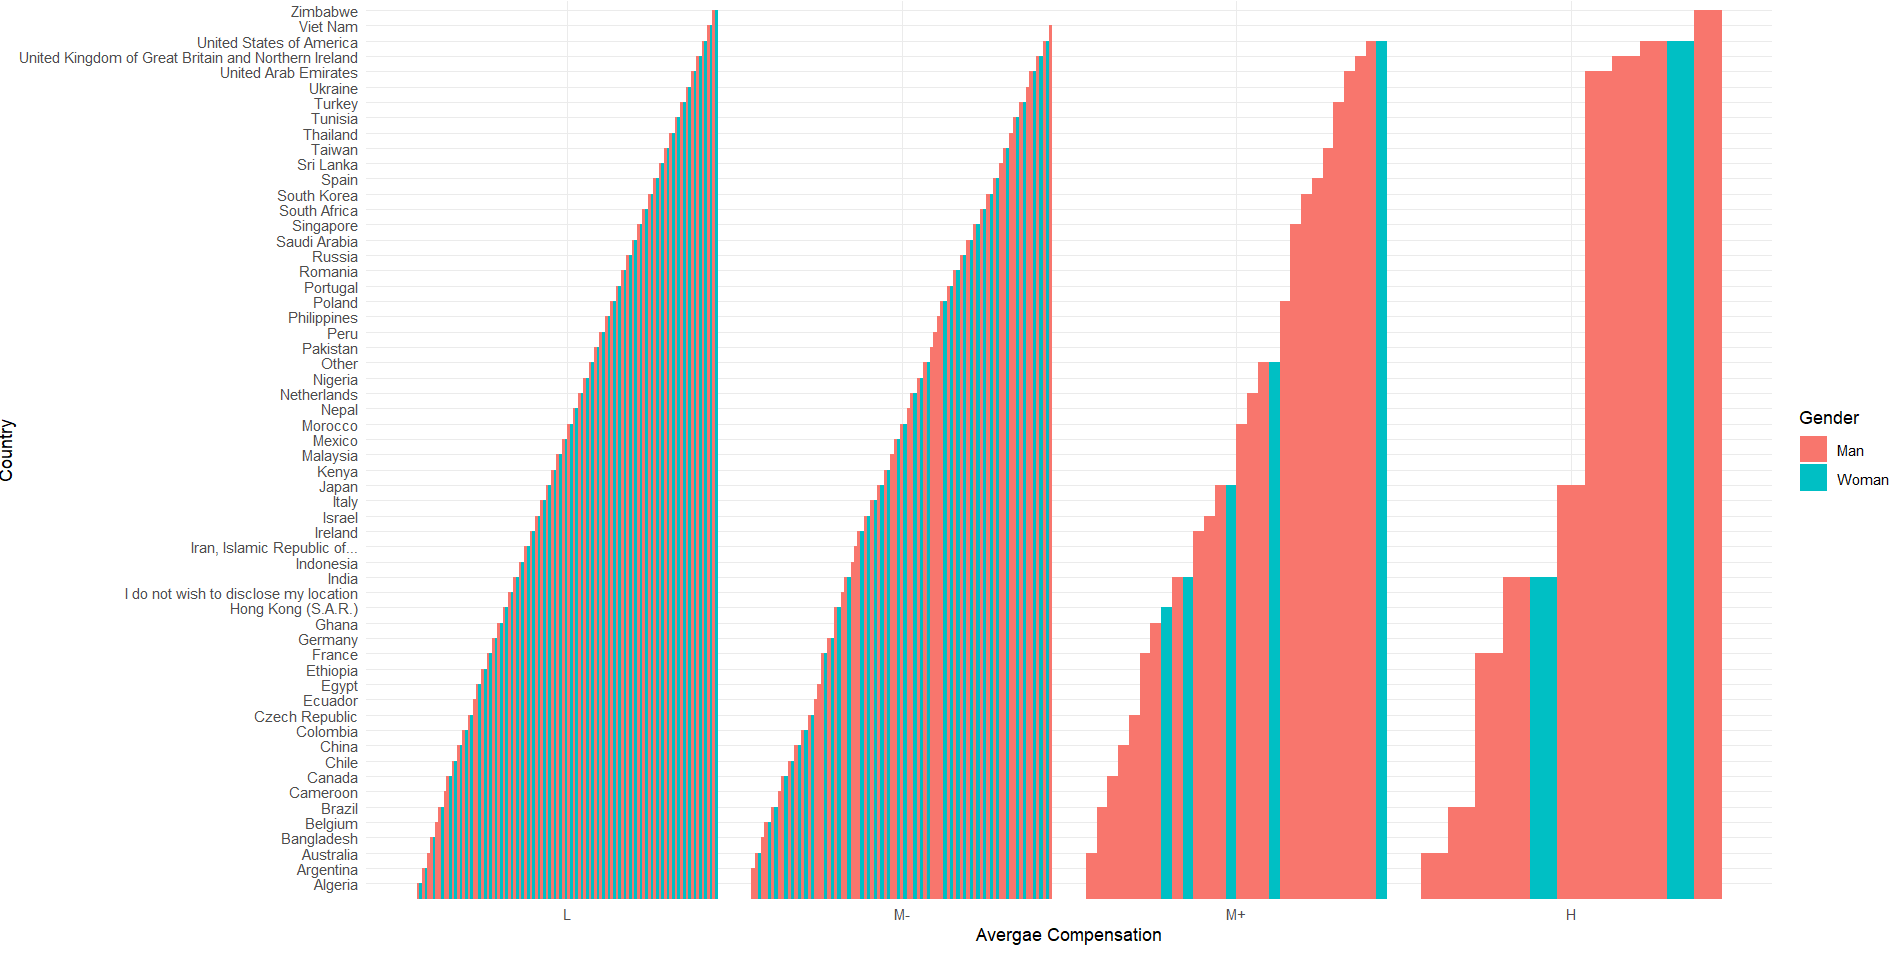 Zimbabwe
Viet Nam
United States of America
United Kingdom of Great Britain and Northern Ireland
United Arab Emirates
Ukraine
Turkey
Tunisia
Thailand
Taiwan
Sri Lanka
Spain
South Korea
South Africa
Singapore
Saudi Arabia
Russia
Romania
Portugal
Poland
Philippines
Peru
Pakistan
Other
Nigeria
Netherlands
Nepal
Morocco
Mexico
Malaysia
Kenya
Japan
Italy
Israel
Ireland
Iran, Islamic Republic of...
Indonesia
India
I do not wish to disclose my location
Hong Kong (S.A.R.)
Ghana
Germany
France
Ethiopia
Egypt
Ecuador
Czech Republic
Colombia
China
Chile
Canada
Cameroon
Brazil
Belgium
Bangladesh
Australia
Argentina
Algeria
Country
L
M-
M+
H
Avergae Compensation
Gender
Man
Woman